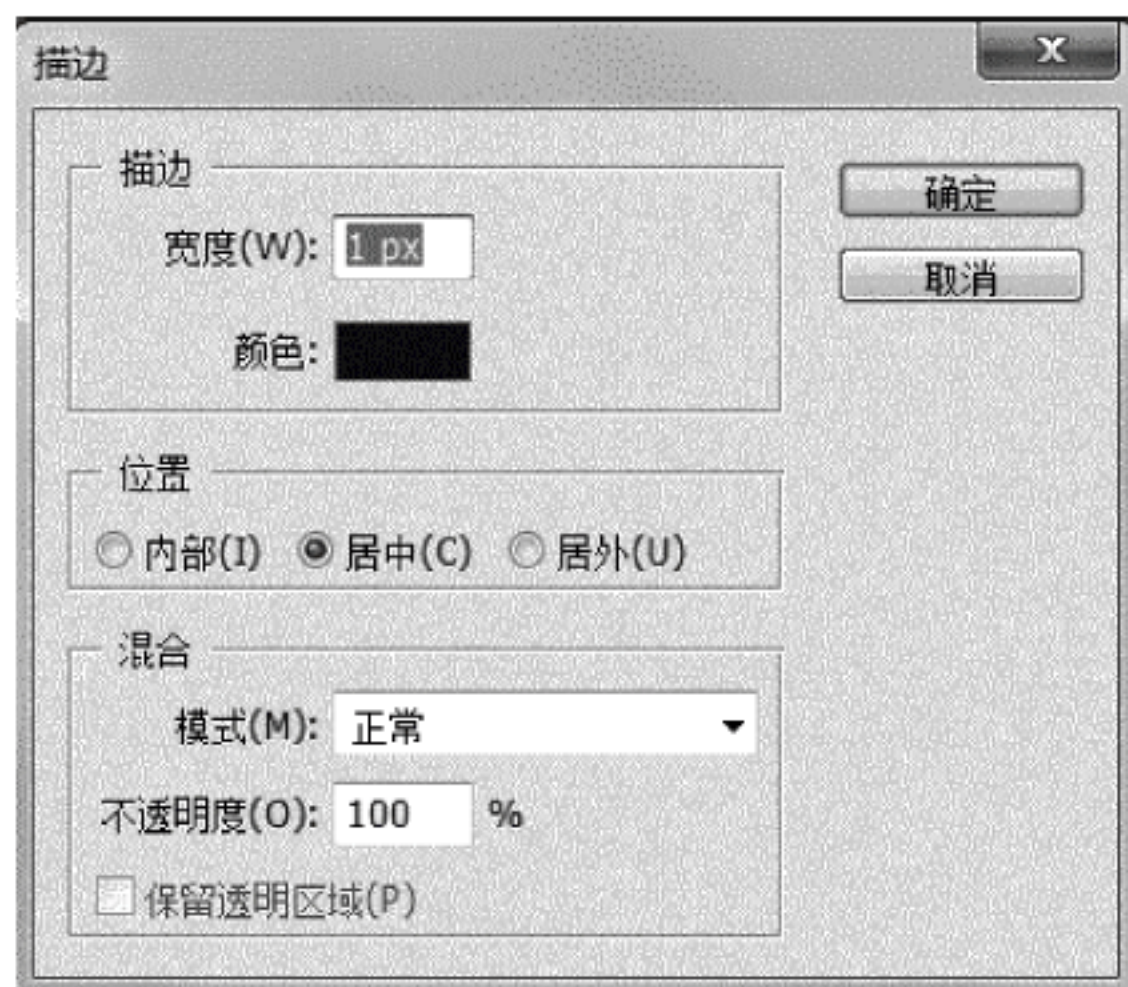 描边
描边
宽度(W): 1 px
颜色:
确定
取消
位置
内部(I) 居中(C) 居外(U)
混合
模式(M): 正常
不透明度(O): 100 %
保留透明区域(P)